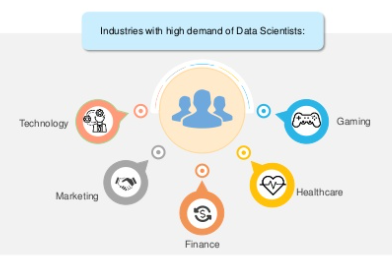 Industries with high demand of Data Scientists:
Technology
Gaming
Marketing
Healthcare
Finance